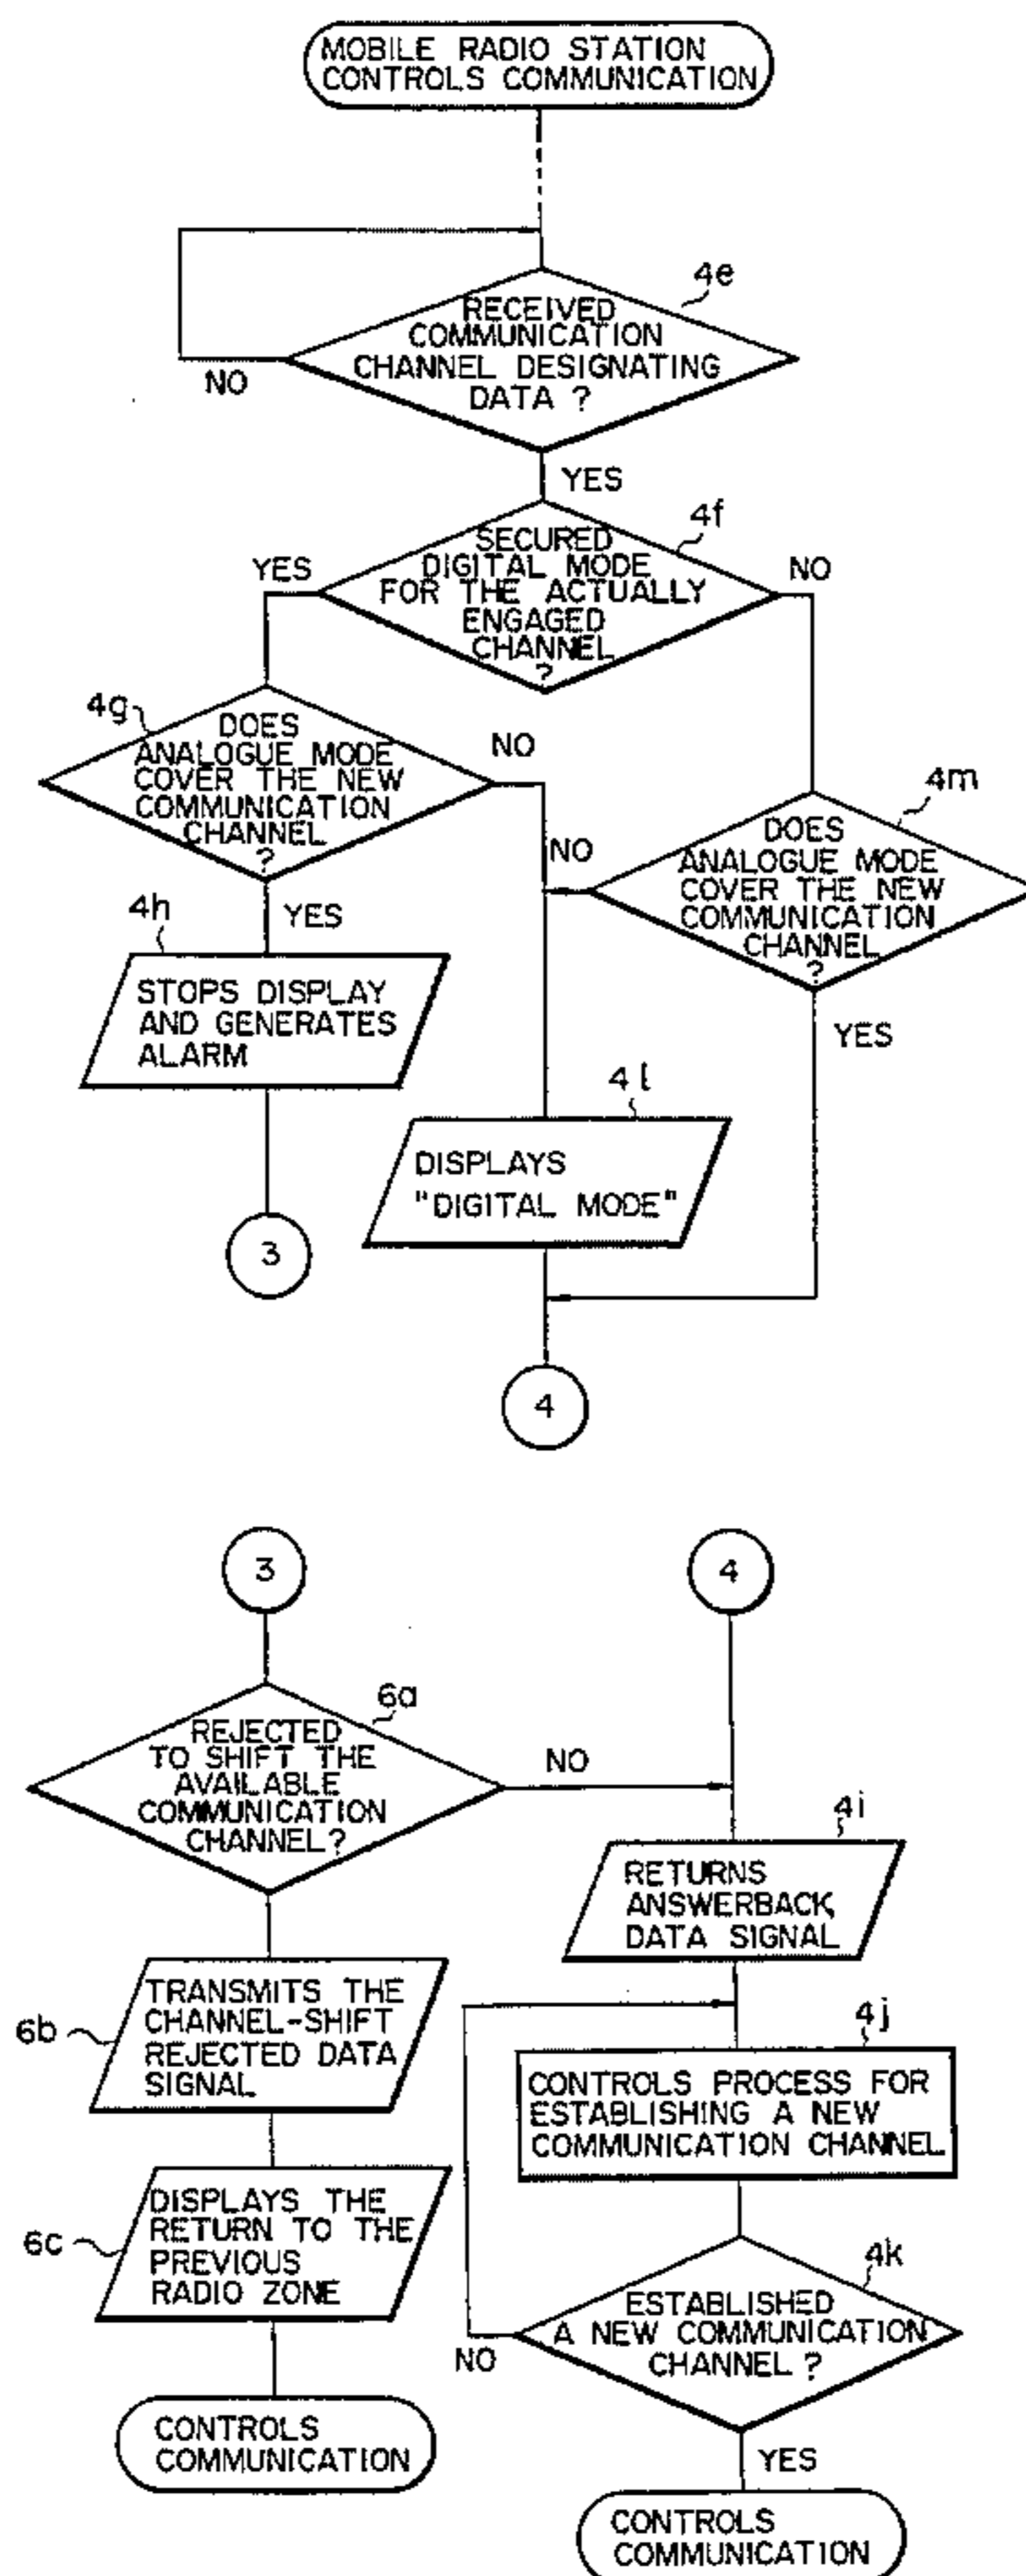 MOBILE RADIO STATION
CONTROLS COMMUNICATION
4e
RECEIVED
COMMUNICATION
CHANNEL DESIGNATING
DATA ?
NO
YES
4f
SECURED
DIGITAL MODE
FOR THE ACTUALLY
ENGAGED
CHANNEL
?
YES
NO
4g
DOES
ANALOGUE MODE
COVER THE NEW
COMMUNICATION
CHANNEL
?
NO
YES
4m
DOES
ANALOGUE MODE
COVER THE NEW
COMMUNICATION
CHANNEL
?
NO
YES
4h
STOPS DISPLAY
AND GENERATES
ALARM
4l
DISPLAYS
"DIGITAL MODE"
3
4
3
4
6a
REJECTED
TO SHIFT THE
AVAILABLE
COMMUNICATION
CHANNEL?
NO
4i
RETURNS
ANSWERBACK
DATA SIGNAL
6b
TRANSMITS THE
CHANNEL-SHIFT
REJECTED DATA
SIGNAL
4j
CONTROLS PROCESS FOR
ESTABLISHING A NEW
COMMUNICATION CHANNEL
6c
DISPLAYS THE
RETURN TO THE
PREVIOUS
RADIO ZONE
4k
ESTABLISHED
A NEW COMMUNICATION
CHANNEL ?
NO
YES
CONTROLS
COMMUNICATION
CONTROLS
COMMUNICATION